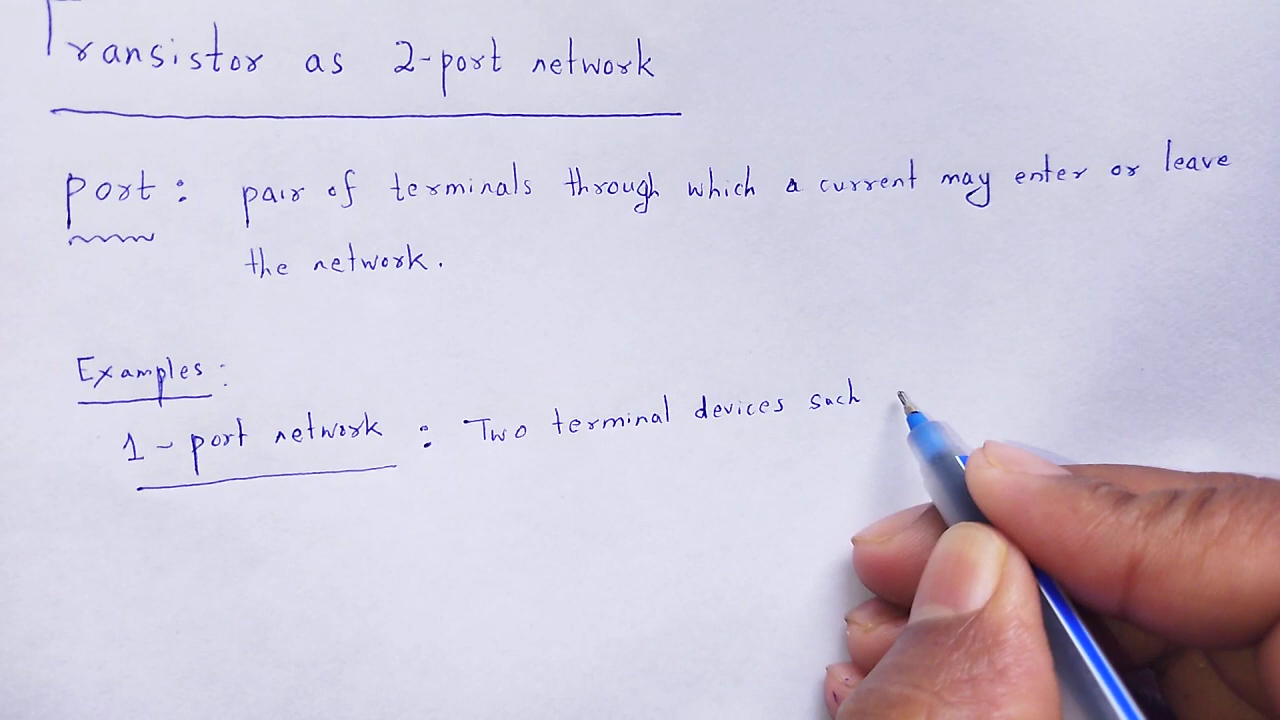 Transistor as 2-port network
port: pair of terminals through which a current may enter or leave
the network.
Examples:
1-port network: Two terminal devices such